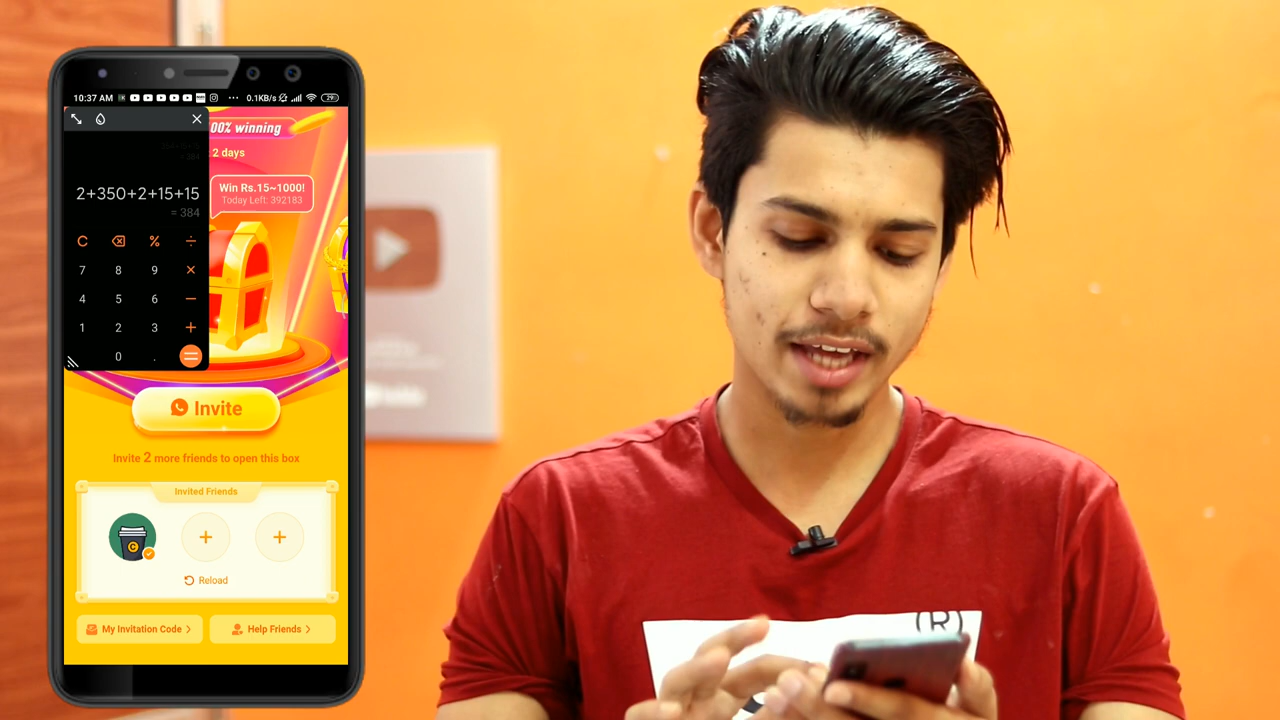 10:37 AM
0.1KB/s
29
00% winning
2 days
2+350+2+15+15
= 384
Win Rs.15~1000!
Today Left: 392183
C
%
÷
7
8
9
×
4
5
6
−
1
2
3
+
0
.
=
Invite
Invite 2 more friends to open this box
Invited Friends
C
+
+
Reload
My Invitation Code >
Help Friends >
(R)